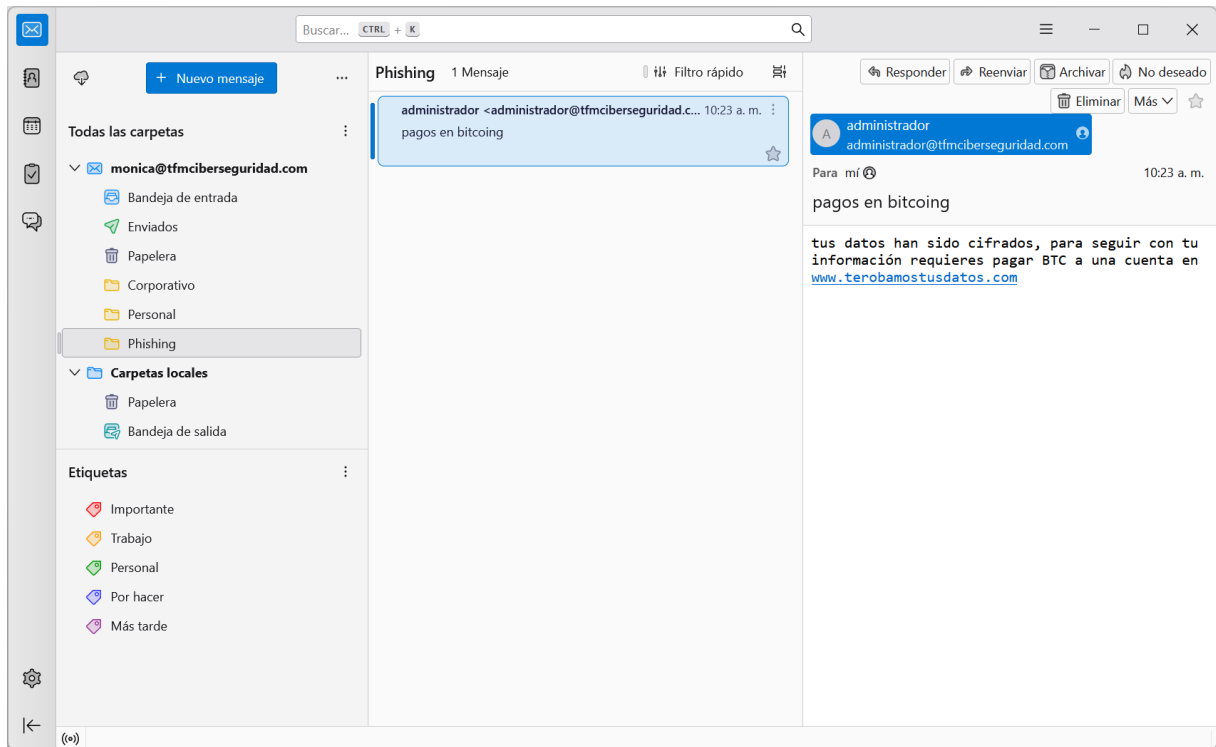 Buscar... CTRL + K
+ Nuevo mensaje
Todas las carpetas
monica@tfmciberseguridad.com
Bandeja de entrada
Enviados
Papelera
Corporativo
Personal
Phishing
Carpetas locales
Papelera
Bandeja de salida
Etiquetas
Importante
Trabajo
Personal
Por hacer
Más tarde
Phishing 1 Mensaje Filtro rápido
administrador <administrador@tfmciberseguridad.c... 10:23 a. m.
pagos en bitcoing
Responder Reenviar Archivar No deseado
Eliminar Más
A
administrador
administrador@tfmciberseguridad.com
Para mí 10:23 a. m.
pagos en bitcoing
tus datos han sido cifrados, para seguir con tu
información requieres pagar BTC a una cuenta en
www.terobamostusdatos.com